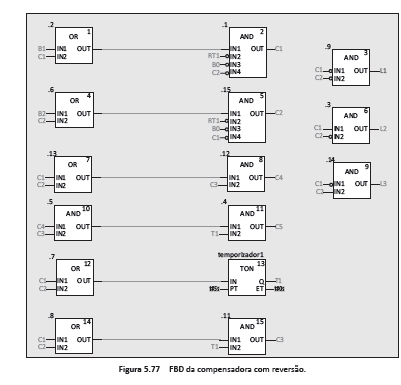 .2 .1
OR 1 AND 2
B1 IN1 OUT IN1 OUT C1
C1 IN2 RT1 IN2
B0 IN3
C2 IN4
.9
AND 3
C1 IN1 OUT L1
C2 IN2
.6 .15
OR 4 AND 5
B2 IN1 OUT IN1 OUT C2
C2 IN2 RT1 IN2
B0 IN3
C1 IN4
.3
AND 6
C1 IN1 OUT L2
C2 IN2
.13 .12
OR 7 AND 8
C1 IN1 OUT IN1 OUT C4
C2 IN2 C3 IN2
.14
AND 9
C1 IN1 OUT L3
C2 IN2
.5 .4
AND 10 AND 11
C4 IN1 OUT IN1 OUT C5
C3 IN2 T1 IN2
.7 temporizador1
OR 12 TON 13
C1 IN1 OUT IN Q T1
C2 IN2 PT ET
.8 .11
OR 14 AND 15
C1 IN1 OUT IN1 OUT C3
C2 IN2 T1 IN2
Figura 5.77 FBD da compensadora com reversão.